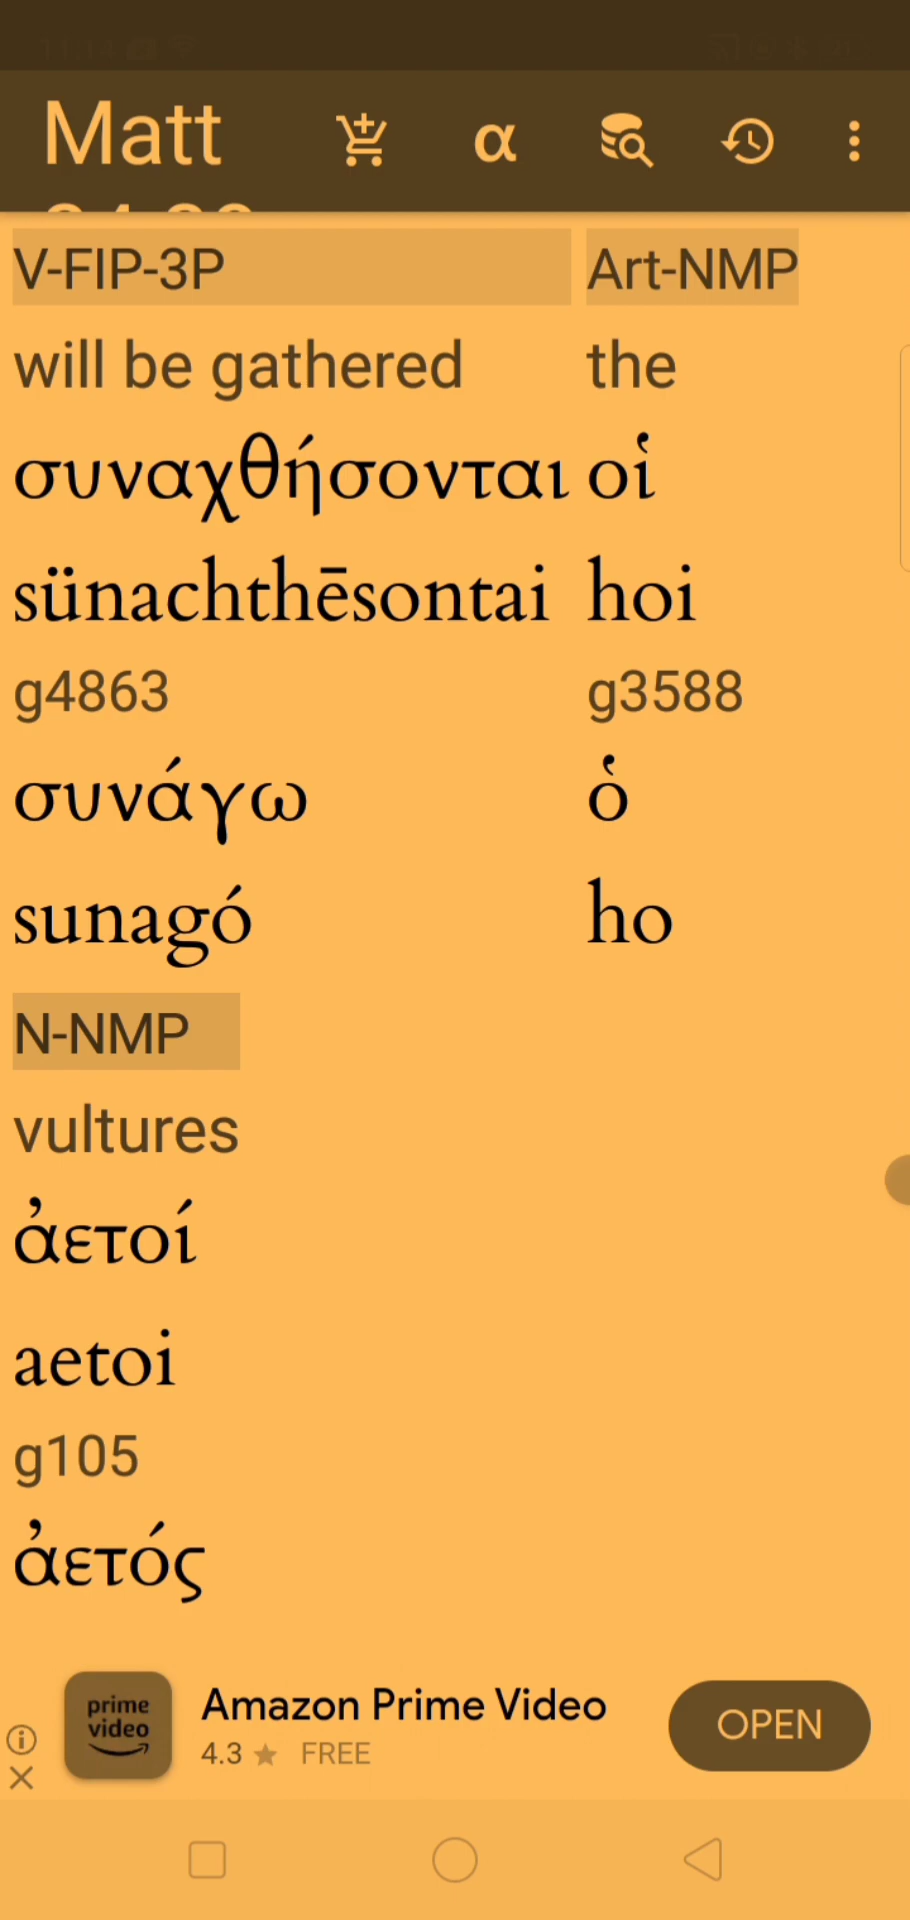 Matt
V-FIP-3P Art-NMP
will be gathered the
συναχθήσονται οἱ
sünachthēsontai hoi
g4863 g3588
συνάγω ὁ
sunagó ho
N-NMP
vultures
ἀετοί
aetoi
g105
ἀετός
prime video
Amazon Prime Video
4.3 ★ FREE
OPEN